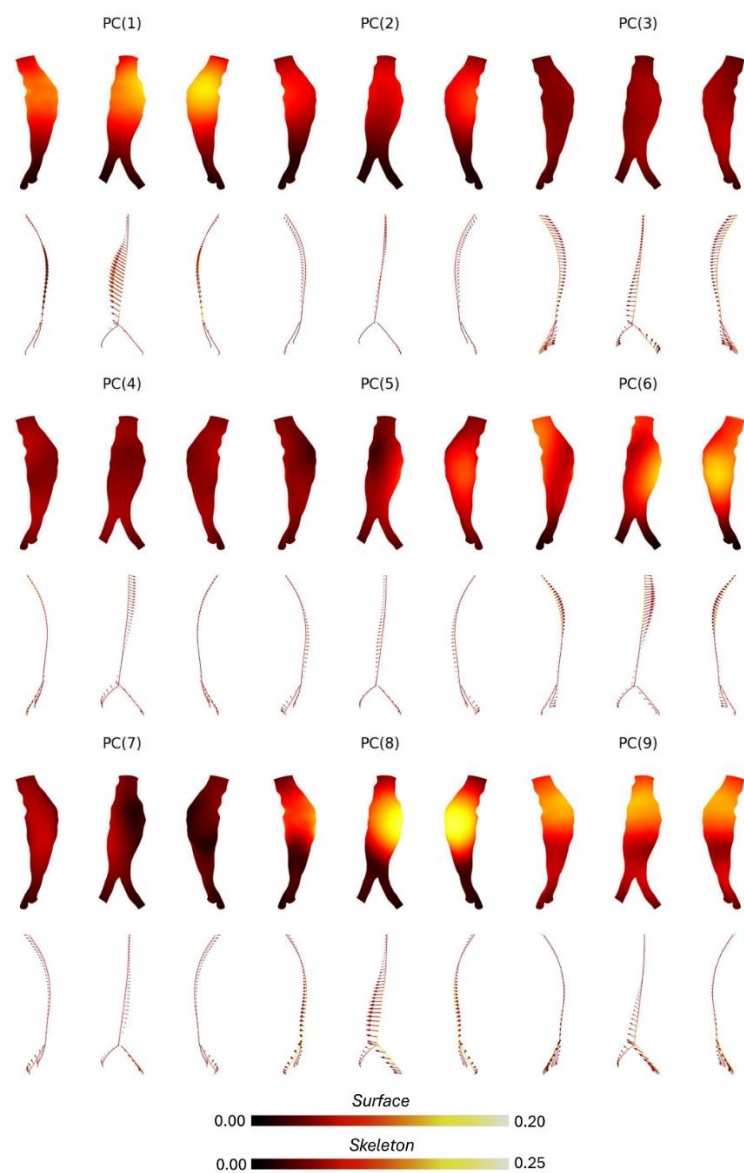 PC(1) PC(2) PC(3)
PC(4) PC(5) PC(6)
PC(7) PC(8) PC(9)
Surface
0.00 0.20
Skeleton
0.00 0.25